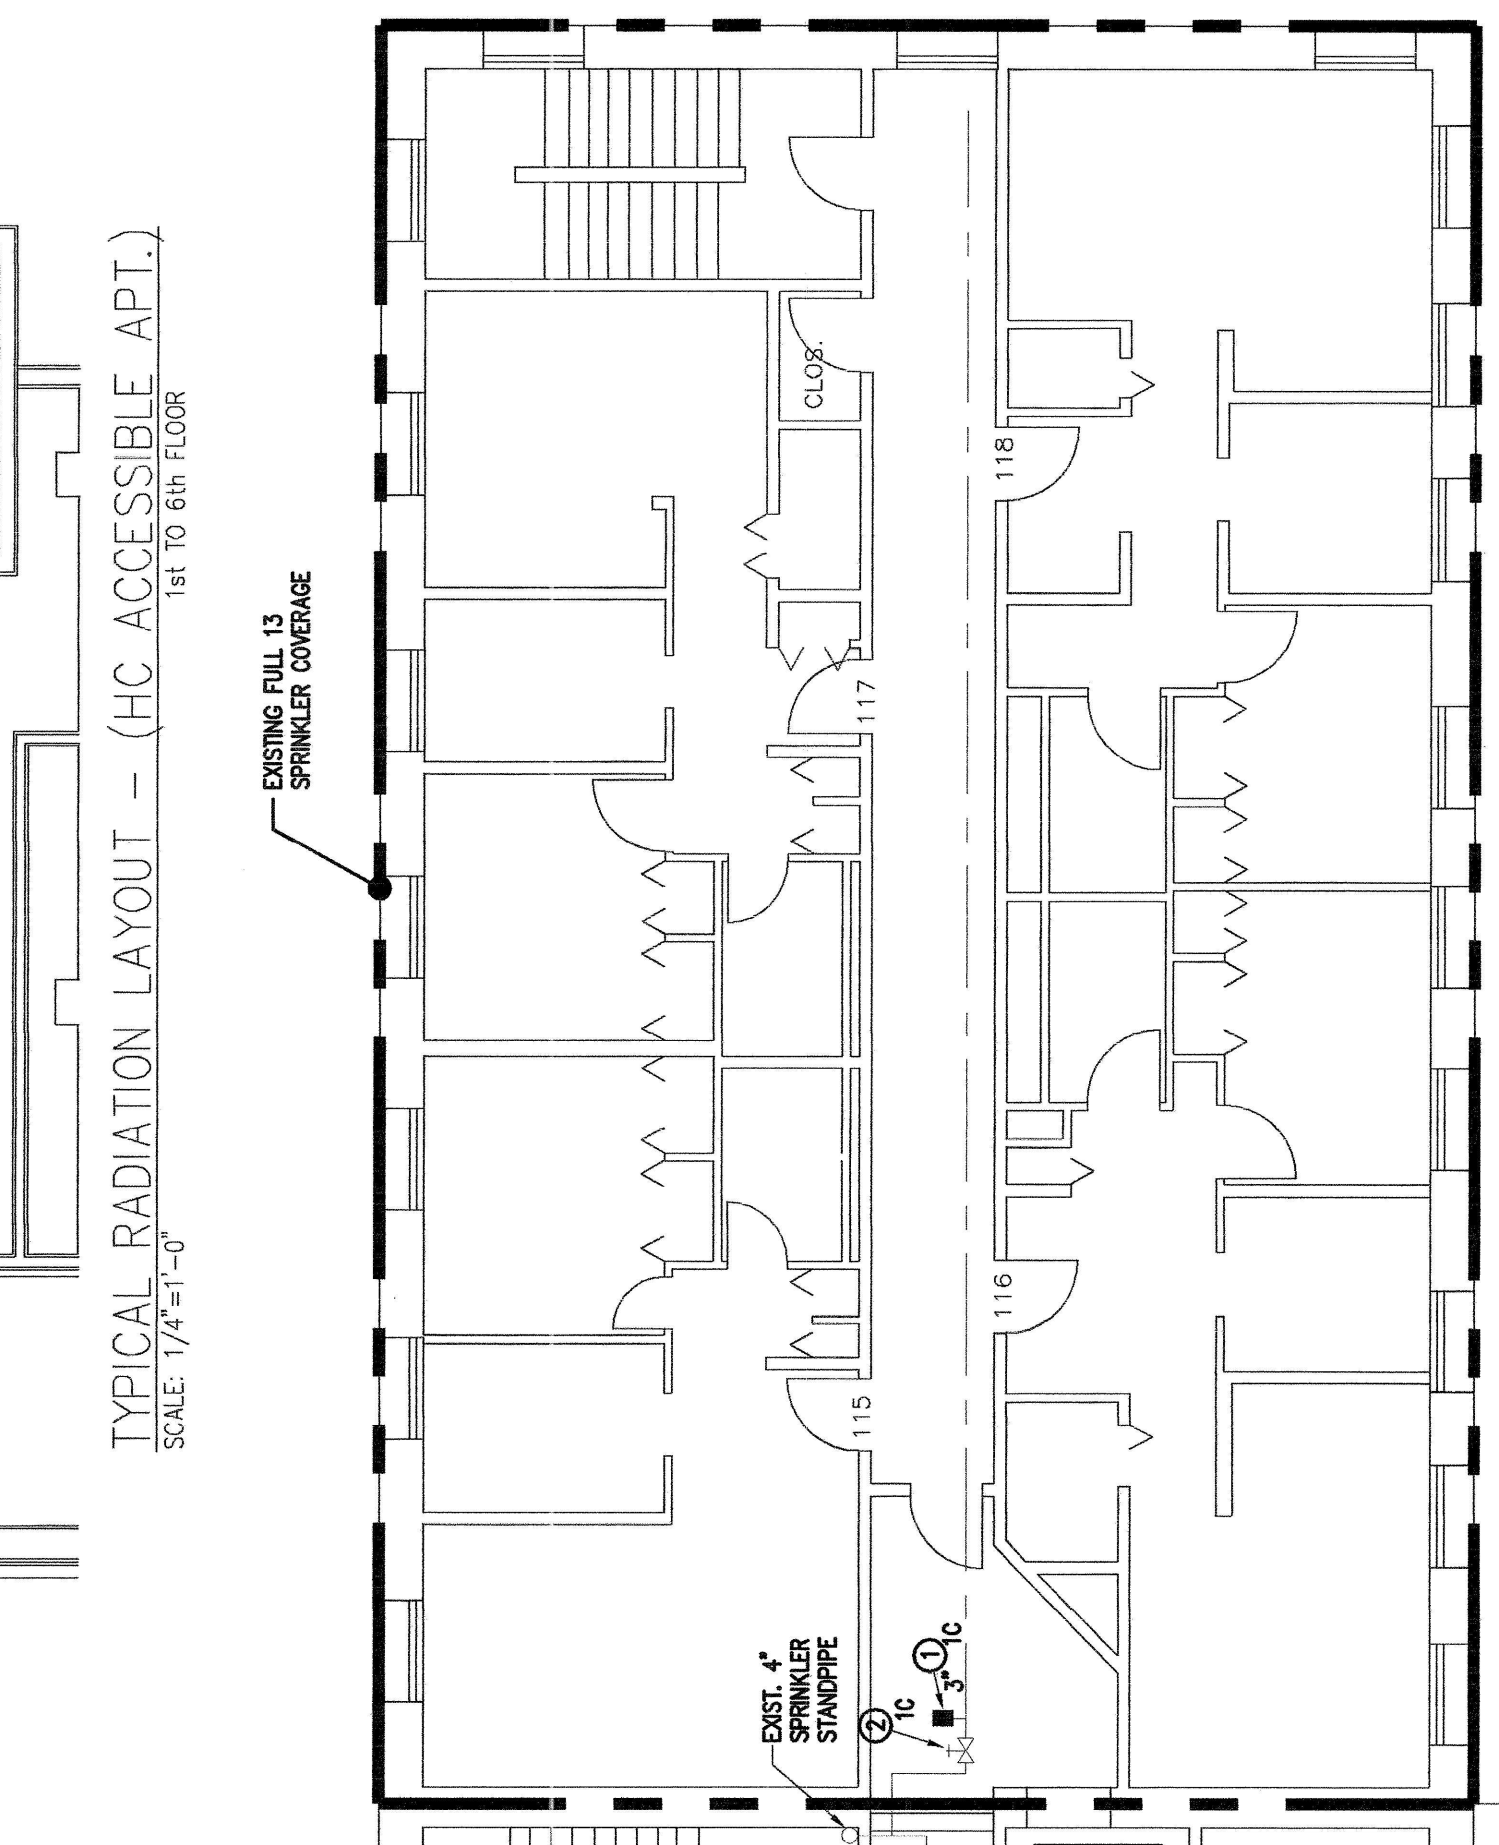 TYPICAL RADIATION LAYOUT – (HC ACCESSIBLE APT.)
SCALE: 1/4"=1'-0"
1st TO 6th FLOOR
EXISTING FULL 13
SPRINKLER COVERAGE
CLOS.
118
117
116
115
EXIST. 4"
SPRINKLER
STANDPIPE
1
1C
3"
2
1C